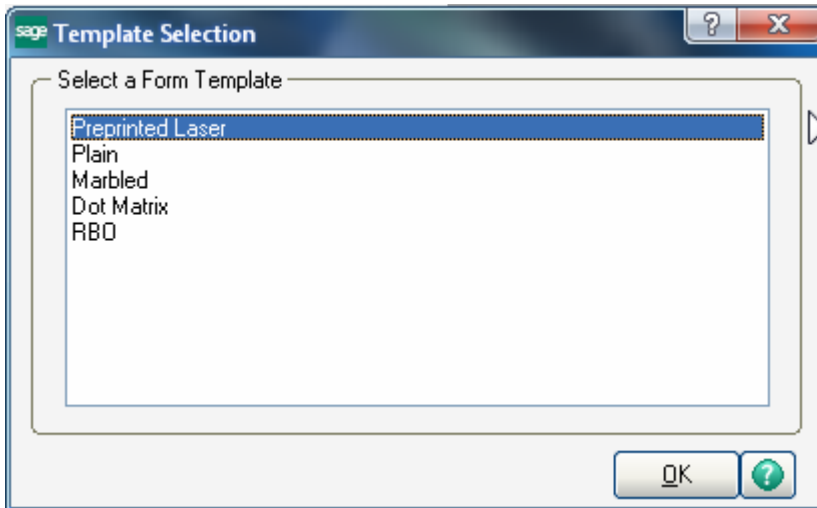 sage Template Selection ? X
Select a Form Template
Preprinted Laser
Plain
Marbled
Dot Matrix
RBO
OK ?